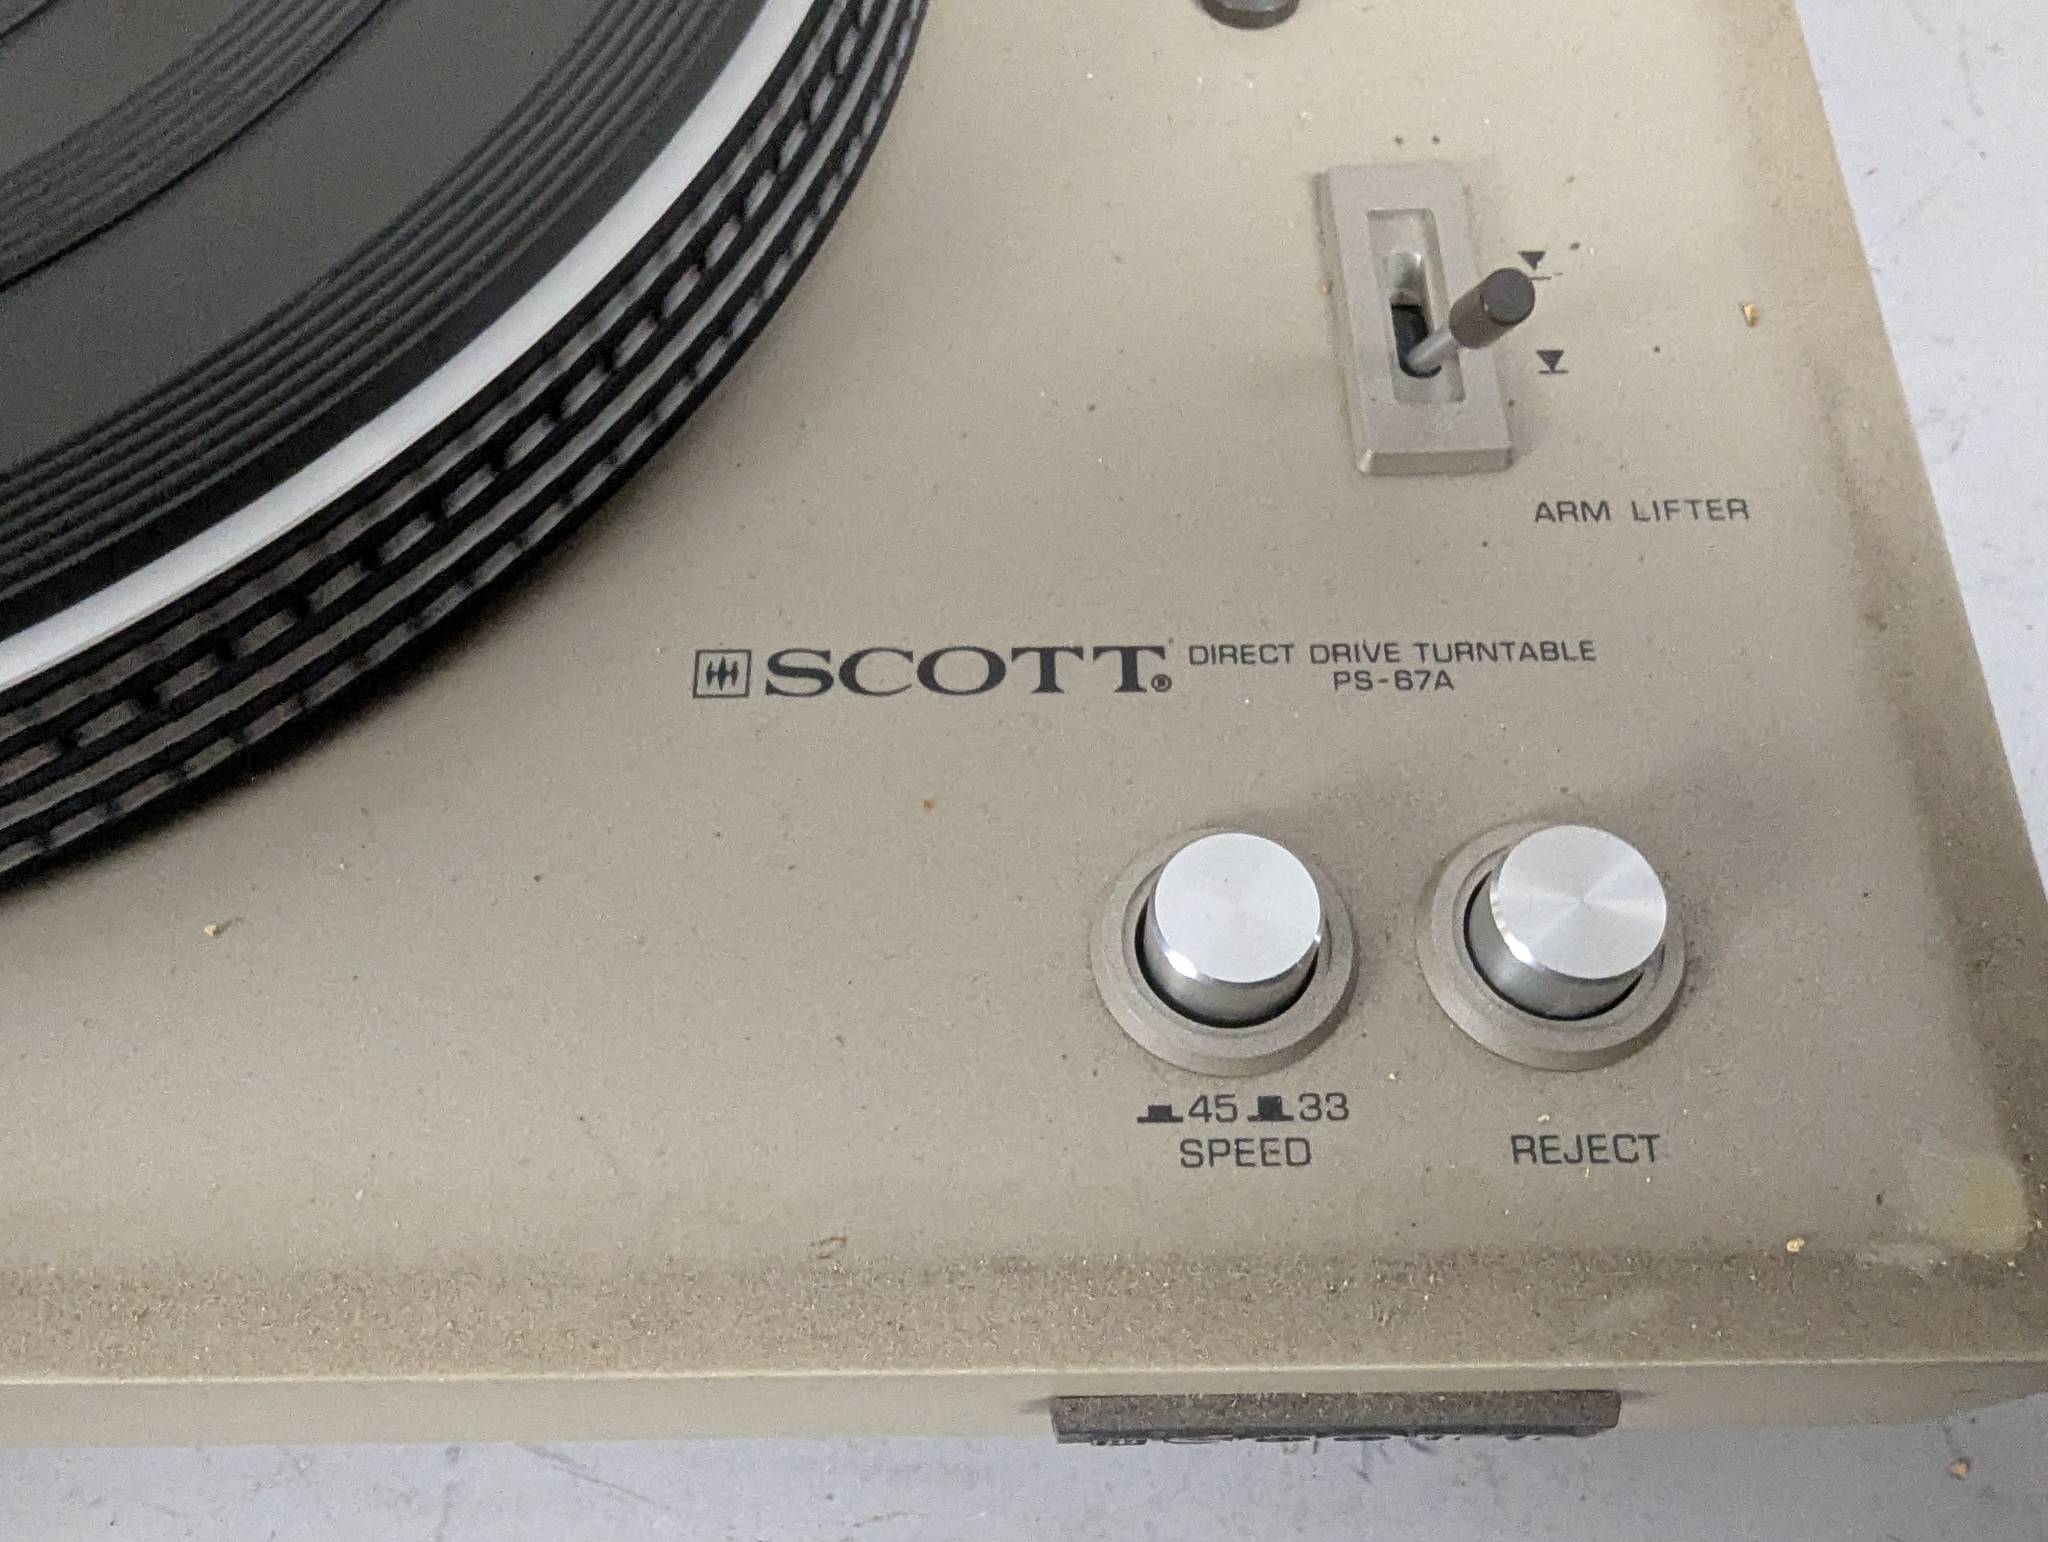 ARM LIFTER
SCOTT® DIRECT DRIVE TURNTABLE
PS-67A
45 33
SPEED
REJECT